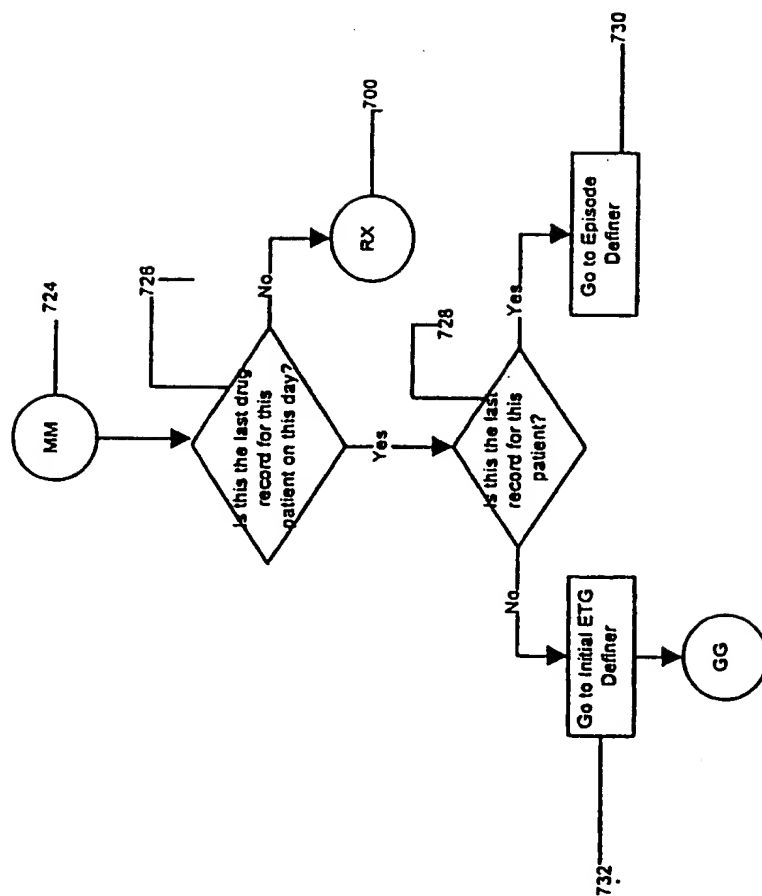 MM
724
726
Is this the last drug
record for this
patient on this day?
No
RX
700
Yes
728
Is this the last
record for this
patient?
No
Yes
Go to Initial ETG
Definer
732
GG
Go to Episode
Definer
730